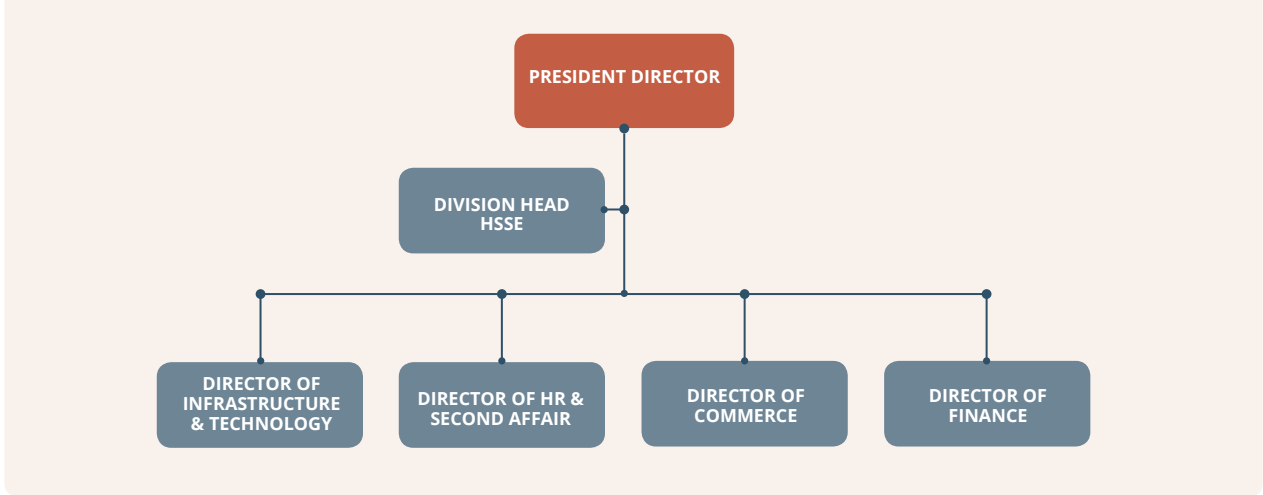 PRESIDENT DIRECTOR
DIVISION HEAD
HSSE
DIRECTOR OF
INFRASTRUCTURE
& TECHNOLOGY
DIRECTOR OF HR &
SECOND AFFAIR
DIRECTOR OF
COMMERCE
DIRECTOR OF
FINANCE